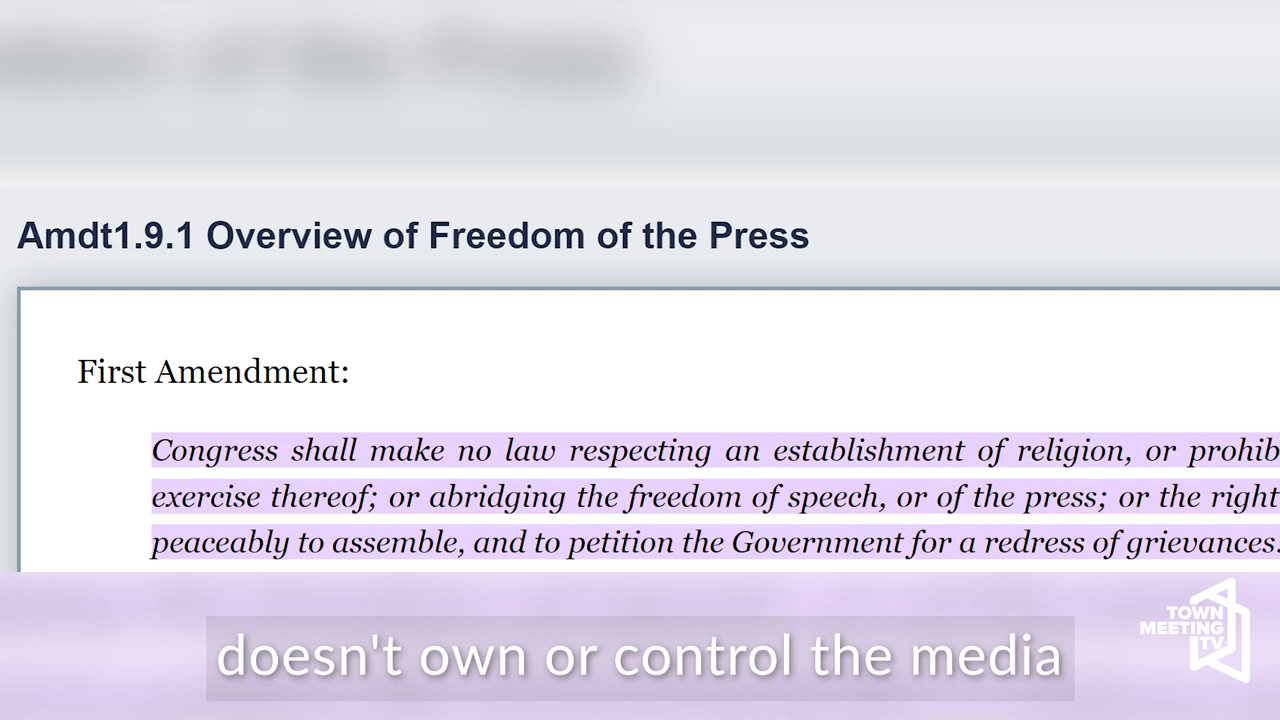 Amdt1.9.1 Overview of Freedom of the Press
First Amendment:
Congress shall make no law respecting an establishment of religion, or prohib
exercise thereof; or abridging the freedom of speech, or of the press; or the right
peaceably to assemble, and to petition the Government for a redress of grievances.
doesn't own or control the media
TOWN
MEETING
TV